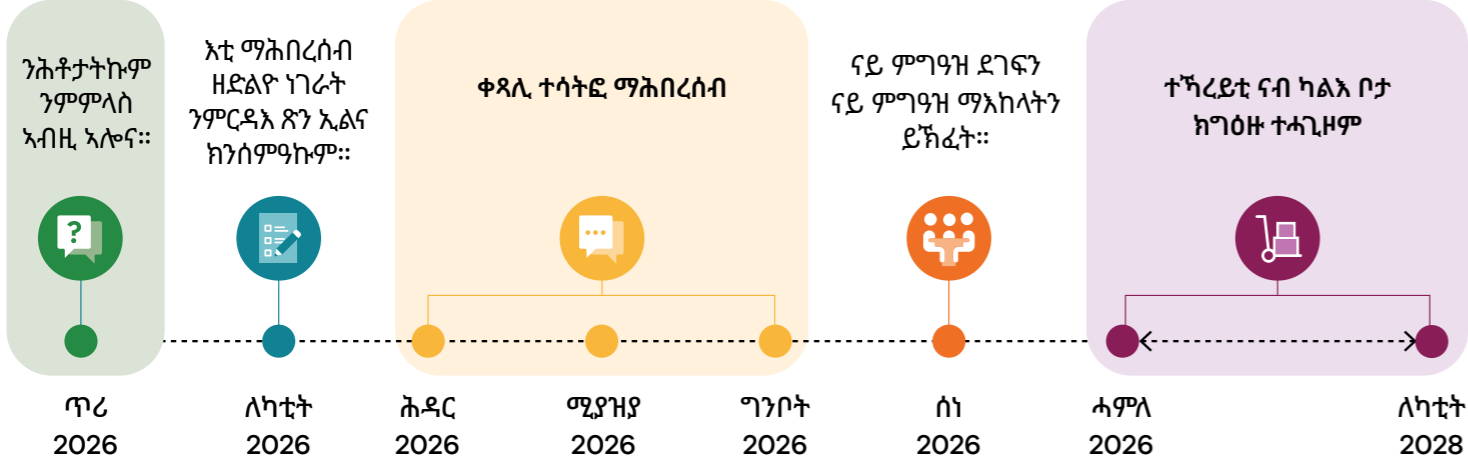 ንሕቶታትኩም
ንምምላስ
ኣብዚ ኣሎና።
እቲ ማሕበረሰብ
ዘድልዮ ነገራት
ንምርዳእ ጽን ኢልና
ክንሰምዓኩም።
ቀጻሊ ተሳትፎ ማሕበረሰብ
ናይ ምግዓዝ ደገፍን
ናይ ምግዓዝ ማእከላትን
ይኽፈት።
ተኻረይቲ ናብ ካልእ ቦታ
ክግዕዙ ተሓጊዞም
?
ጥሪ
2026
ለካቲት
2026
ሕዳር
2026
ሚያዝያ
2026
ግንቦት
2026
ሰነ
2026
ሓምለ
2026
ለካቲት
2028